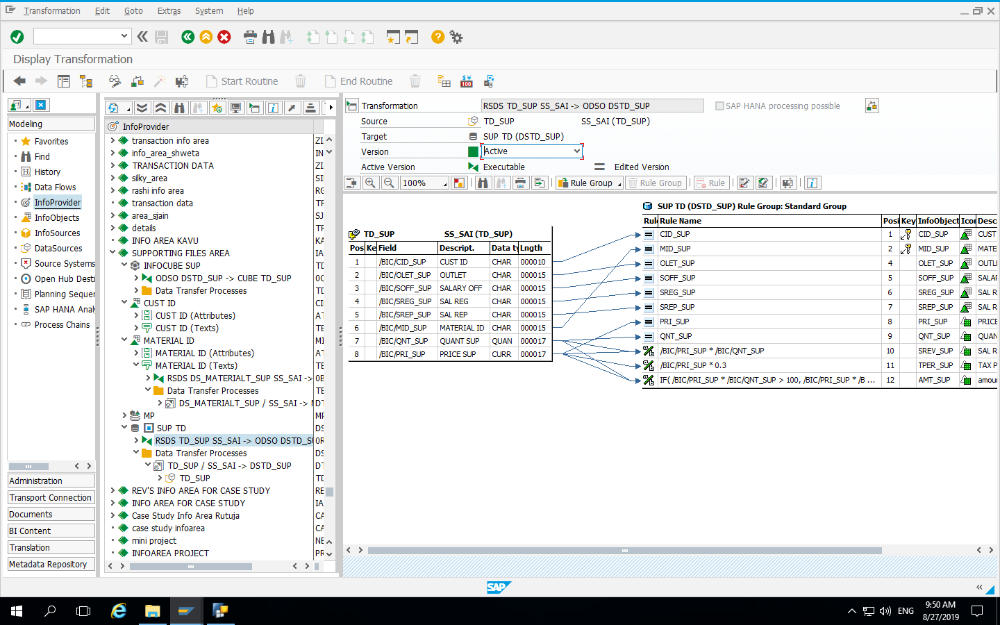 Transformation Edit Goto Extras System Help
Display Transformation
Start Routine End Routine
Modeling
Favorites
Find
History
Data Flows
InfoProvider
InfoObjects
InfoSources
DataSources
Source Systems
Open Hub Desti
Planning Sequer
SAP HANA Anal
Process Chains
Administration
Transport Connection
Documents
BI Content
Translation
Metadata Repository
InfoProvider
transaction info area ZI
info_area_shweta IN
TRANSACTION DATA ZI
silky_area SI
rashi info area RG
transaction data TR
area_sjain SJ
details TR
INFO AREA KAVU KA
SUPPORTING FILES AREA IA
INFOCUBE SUP TD
ODSO DSTD_SUP -> CUBE TD_SUP 0C
Data Transfer Processes TD
CUST ID CI
CUST ID (Attributes) AT
CUST ID (Texts) TE
MATERIAL ID MI
MATERIAL ID (Attributes) AT
MATERIAL ID (Texts) TE
RSDS DS_MATERIALT_SUP SS_SAI -> 0B
Data Transfer Processes TE
DS_MATERIALT_SUP / SS_SAI -> DT
MP MP
SUP TD DS
RSDS TD_SUP SS_SAI -> ODSO DSTD_SU 0R
Data Transfer Processes DS
TD_SUP / SS_SAI -> DSTD_SUP DT
TD_SUP TD
REV'S INFO AREA FOR CASE STUDY RE
INFO AREA FOR CASE STUDY IA
Case Study Info Area Rutuja CA
case study infoarea CA
mini project NE
INFOAREA PROJECT PR
Transformation RSDS TD_SUP SS_SAI -> ODSO DSTD_SUP SAP HANA processing possible
Source TD_SUP SS_SAI (TD_SUP)
Target SUP TD (DSTD_SUP)
Version Active
Active Version Executable Edited Version
100% Rule Group Rule Group Rule
TD_SUP SS_SAI (TD_SUP)
Pos Ke Field Descript. Data ty Lngth
1 /BIC/CID_SUP CUST ID CHAR 000010
2 /BIC/OLET_SUP OUTLET CHAR 000015
3 /BIC/SOFF_SUP SALARY OFF CHAR 000015
4 /BIC/SREG_SUP SAL REG CHAR 000015
5 /BIC/SREP_SUP SAL REP CHAR 000015
6 /BIC/MID_SUP MATERIAL ID CHAR 000015
7 /BIC/QNT_SUP QUANT SUP QUAN 000017
8 /BIC/PRI_SUP PRICE SUP CURR 000017
SUP TD (DSTD_SUP) Rule Group: Standard Group
Rul Rule Name Posi Key InfoObject Icon Desc
CID_SUP 1 CID_SUP CUST
MID_SUP 2 MID_SUP MATE
OLET_SUP 4 OLET_SUP OUTLE
SOFF_SUP 5 SOFF_SUP SALAR
SREG_SUP 6 SREG_SUP SAL R
SREP_SUP 7 SREP_SUP SAL R
PRI_SUP 8 PRI_SUP PRICE
QNT_SUP 9 QNT_SUP QUAN
/BIC/PRI_SUP * /BIC/QNT_SUP 10 SREV_SUP SAL R
/BIC/PRI_SUP * 0.3 11 TPER_SUP TAX P
IF( /BIC/PRI_SUP * /BIC/QNT_SUP > 100, /BIC/PRI_SUP * /B ... 12 AMT_SUP amour
SAP
ENG
9:50 AM
8/27/2019